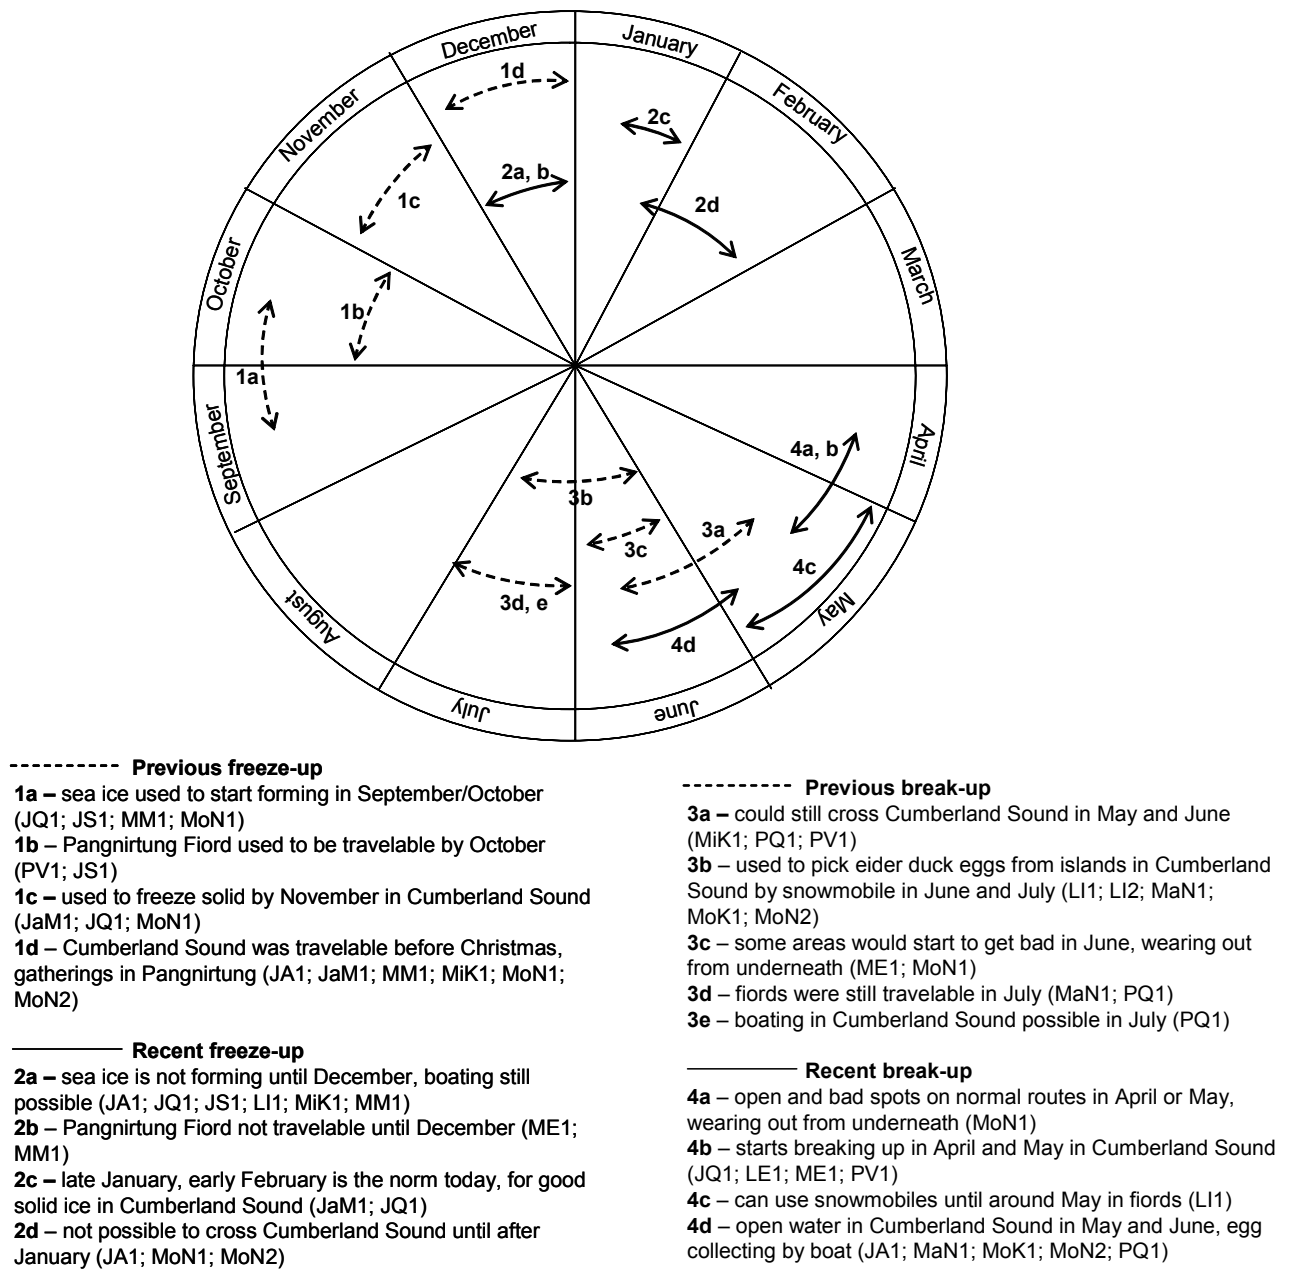 December
January
November
February
October
March
September
April
August
May
July
June
1d
2c
2a, b
1c
2d
1b
1a
4a, b
3b
3a
3c
4c
3d, e
4d
Previous freeze-up
1a – sea ice used to start forming in September/October
(JQ1; JS1; MM1; MoN1)
1b – Pangnirtung Fiord used to be travelable by October
(PV1; JS1)
1c – used to freeze solid by November in Cumberland Sound
(JaM1; JQ1; MoN1)
1d – Cumberland Sound was travelable before Christmas,
gatherings in Pangnirtung (JA1; JaM1; MM1; MiK1; MoN1;
MoN2)
Recent freeze-up
2a – sea ice is not forming until December, boating still
possible (JA1; JQ1; JS1; LI1; MiK1; MM1)
2b – Pangnirtung Fiord not travelable until December (ME1;
MM1)
2c – late January, early February is the norm today, for good
solid ice in Cumberland Sound (JaM1; JQ1)
2d – not possible to cross Cumberland Sound until after
January (JA1; MoN1; MoN2)
Previous break-up
3a – could still cross Cumberland Sound in May and June
(MiK1; PQ1; PV1)
3b – used to pick eider duck eggs from islands in Cumberland
Sound by snowmobile in June and July (LI1; LI2; MaN1;
MoK1; MoN2)
3c – some areas would start to get bad in June, wearing out
from underneath (ME1; MoN1)
3d – fiords were still travelable in July (MaN1; PQ1)
3e – boating in Cumberland Sound possible in July (PQ1)
Recent break-up
4a – open and bad spots on normal routes in April or May,
wearing out from underneath (MoN1)
4b – starts breaking up in April and May in Cumberland Sound
(JQ1; LE1; ME1; PV1)
4c – can use snowmobiles until around May in fiords (LI1)
4d – open water in Cumberland Sound in May and June, egg
collecting by boat (JA1; MaN1; MoK1; MoN2; PQ1)